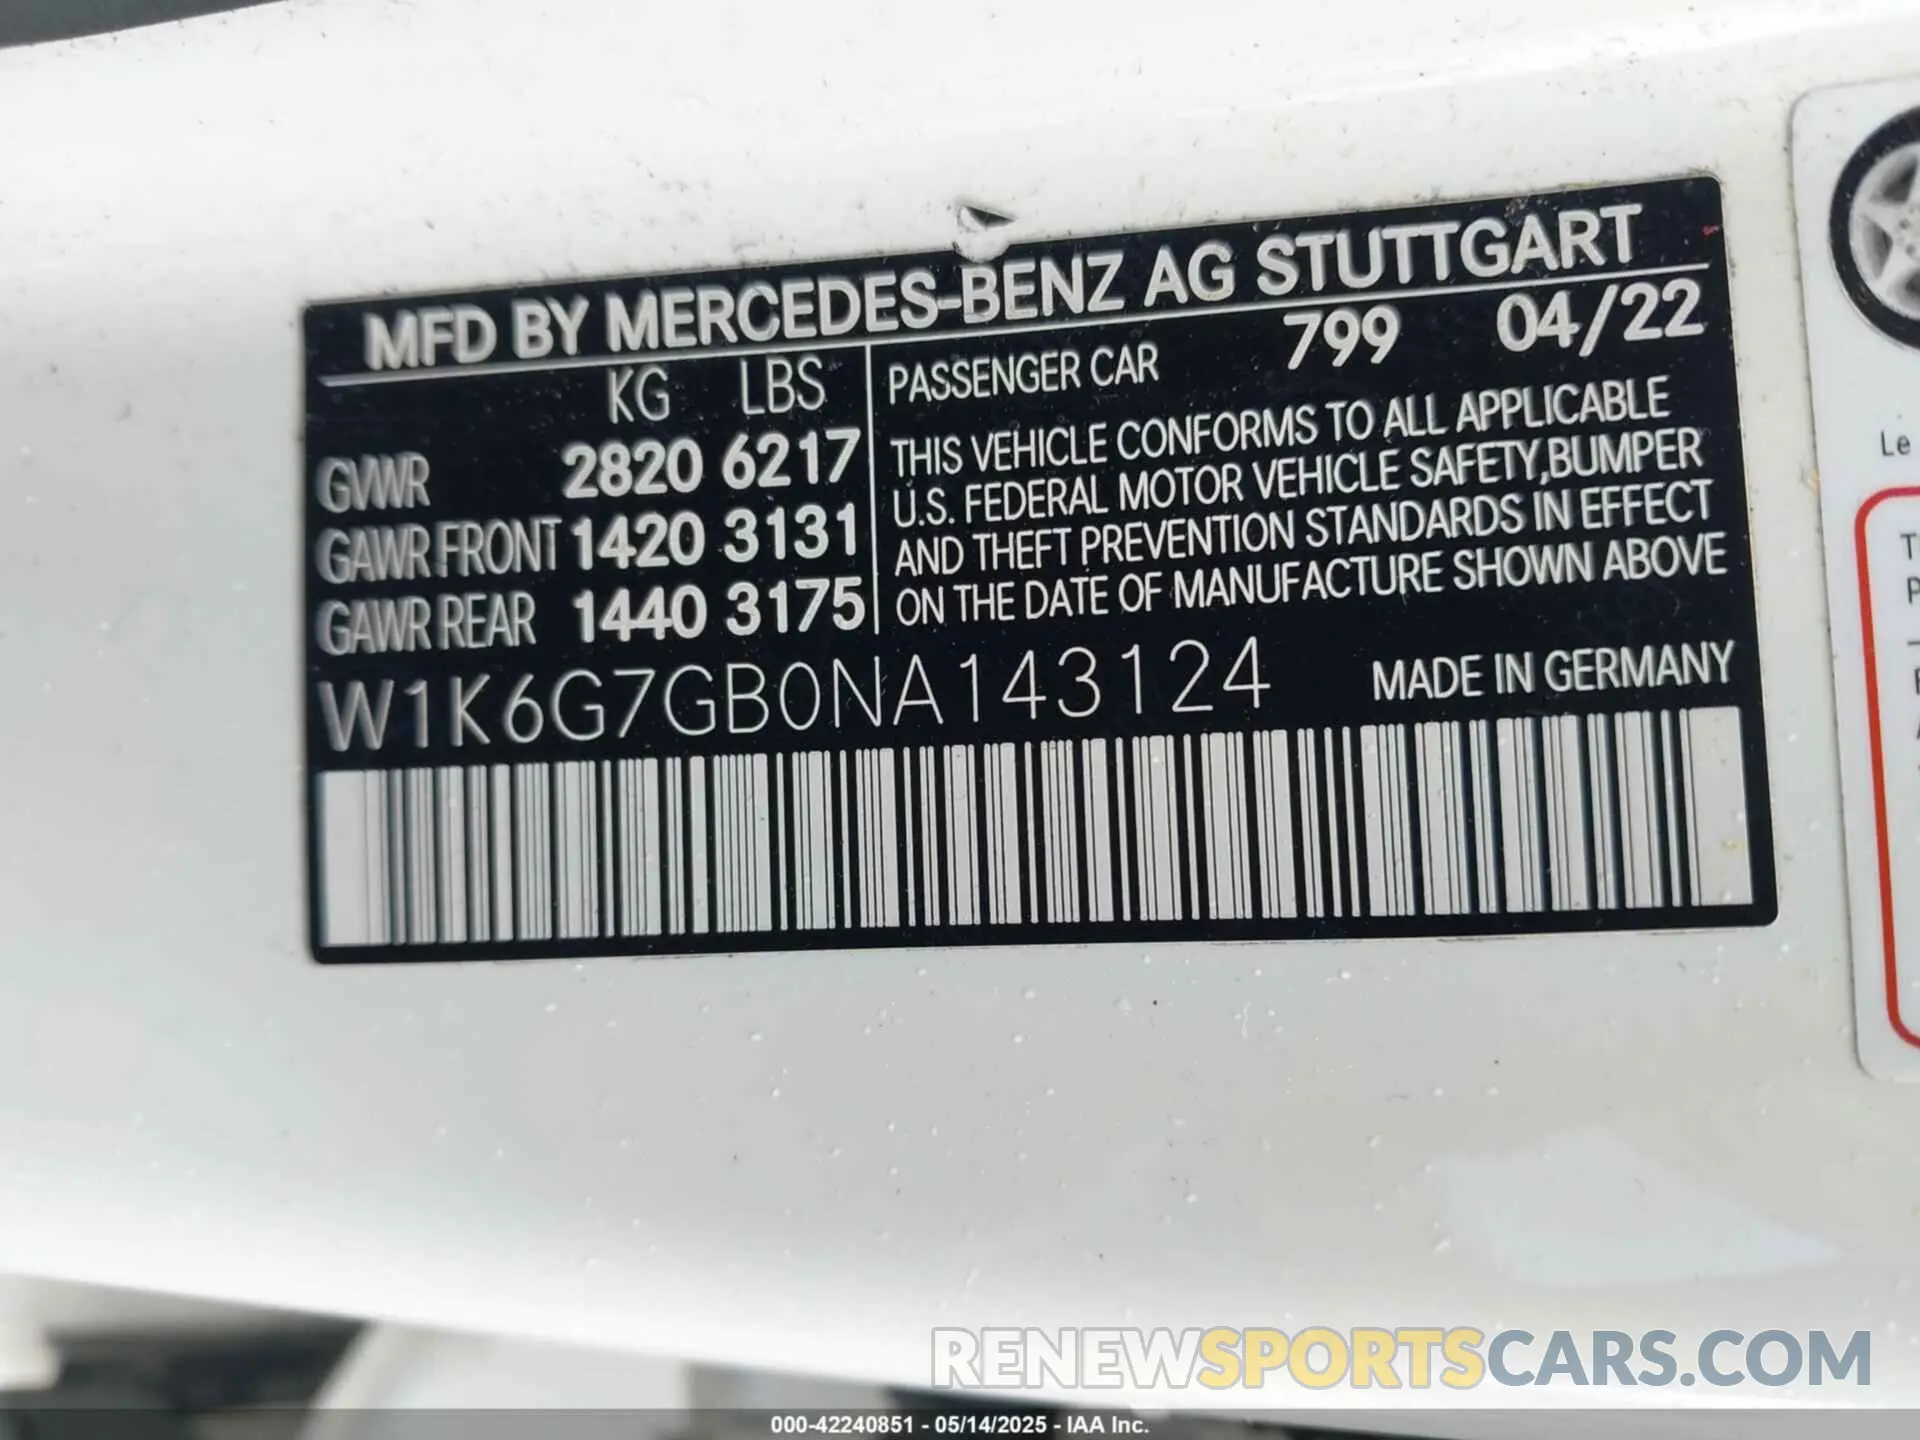 MFD BY MERCEDES-BENZ AG STUTTGART
KG LBS
PASSENGER CAR 799 04/22
GVWR 2820 6217
GAWR FRONT 1420 3131
GAWR REAR 1440 3175
THIS VEHICLE CONFORMS TO ALL APPLICABLE
U.S. FEDERAL MOTOR VEHICLE SAFETY,BUMPER
AND THEFT PREVENTION STANDARDS IN EFFECT
ON THE DATE OF MANUFACTURE SHOWN ABOVE
W1K6G7GB0NA143124 MADE IN GERMANY
Le
RENEWSPORTSCARS.COM
000-42240851 - 05/14/2025 - IAA Inc.